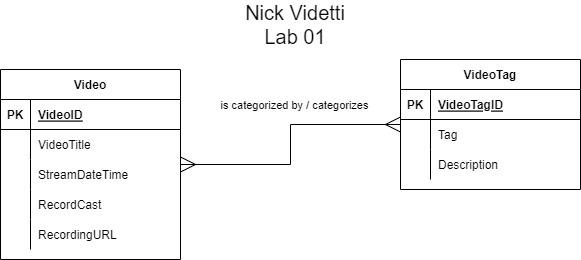 Nick Videtti
Lab 01
Video
PK VideoID
VideoTitle
StreamDateTime
RecordCast
RecordingURL
is categorized by / categorizes
VideoTag
PK VideoTagID
Tag
Description